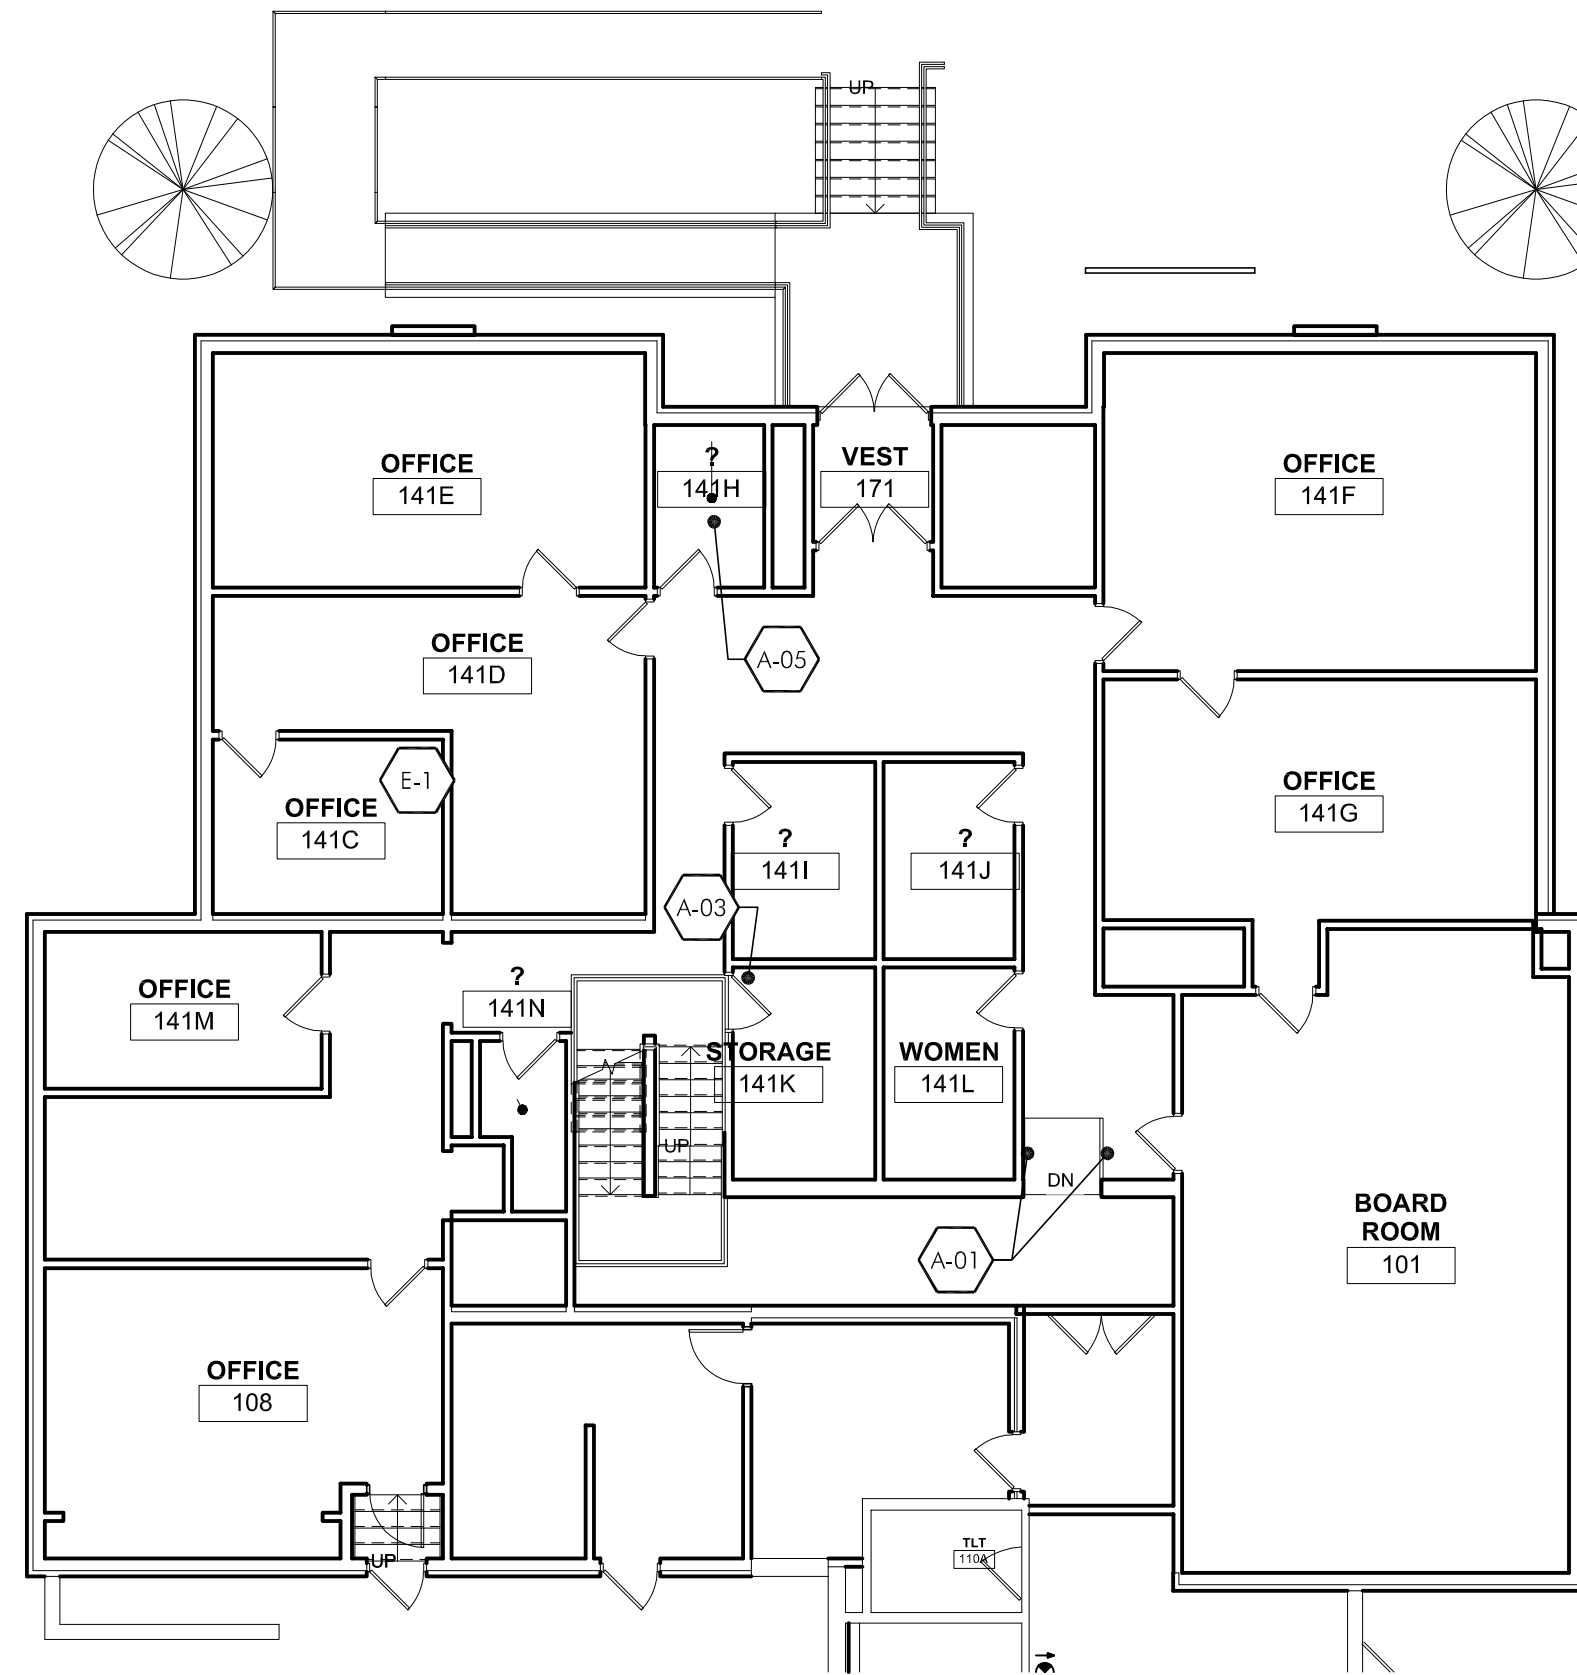 UP
OFFICE
141E
?
141H
VEST
171
OFFICE
141F
OFFICE
141D
A-05
E-1
OFFICE
141C
OFFICE
141G
?
141I
?
141J
A-03
OFFICE
141M
?
141N
STORAGE
141K
WOMEN
141L
UP
DN
BOARD
ROOM
101
A-01
OFFICE
108
UP
TLT
110A